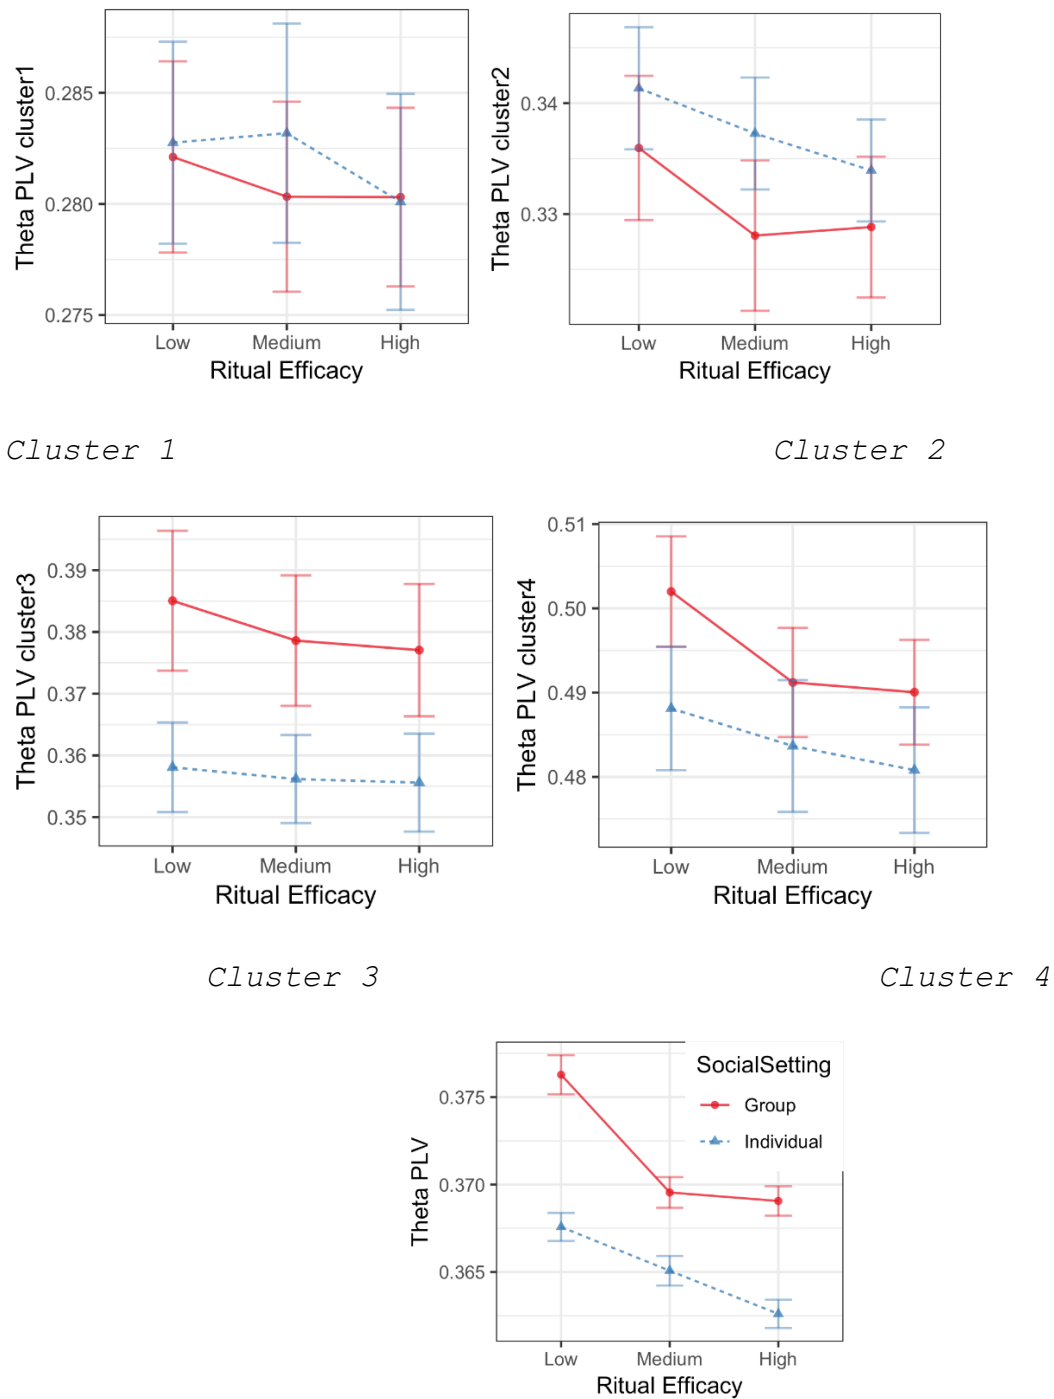 Theta PLV cluster1
0.285
0.280
0.275
Low Medium High
Ritual Efficacy
Theta PLV cluster2
0.34
0.33
Low Medium High
Ritual Efficacy
Cluster 1
Cluster 2
Theta PLV cluster3
0.39
0.38
0.37
0.36
0.35
Low Medium High
Ritual Efficacy
Theta PLV cluster4
0.51
0.50
0.49
0.48
Low Medium High
Ritual Efficacy
Cluster 3
Cluster 4
Theta PLV
0.375
0.370
0.365
SocialSetting
Group
Individual
Low Medium High
Ritual Efficacy